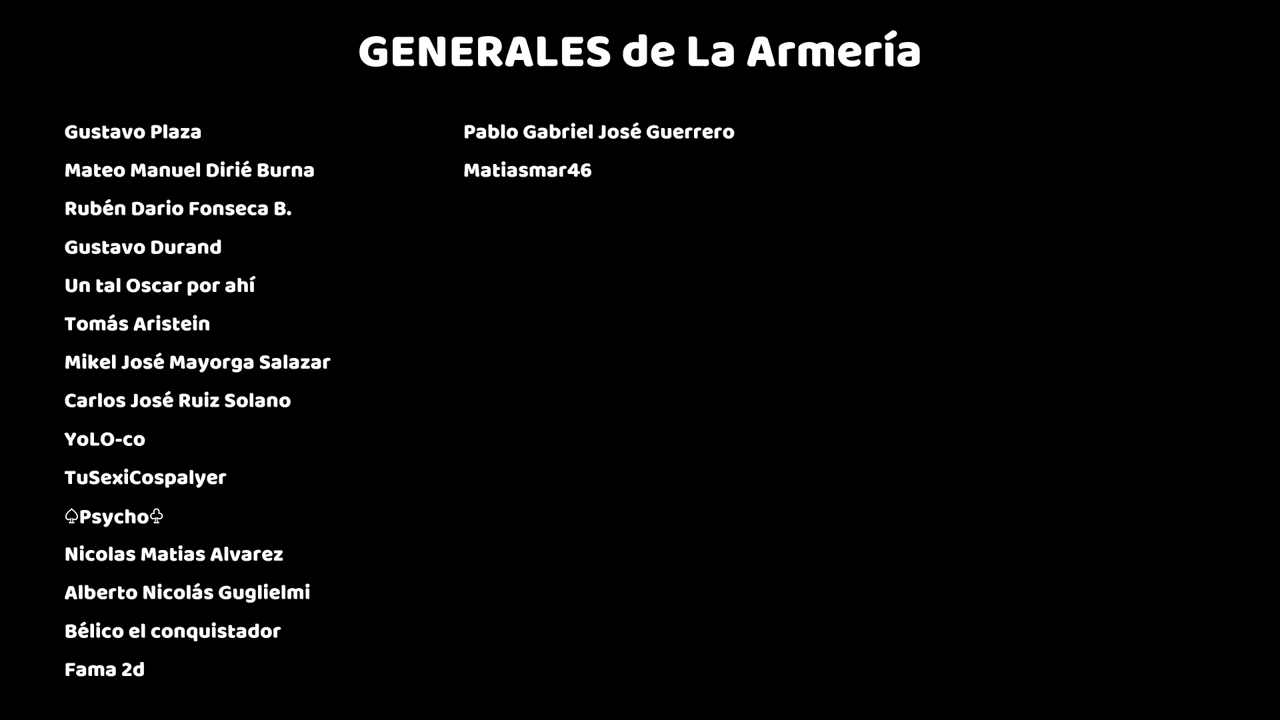 GENERALES de La Armería
Gustavo Plaza
Mateo Manuel Dirié Burna
Rubén Dario Fonseca B.
Gustavo Durand
Un tal Oscar por ahí
Tomás Aristein
Mikel José Mayorga Salazar
Carlos José Ruiz Solano
YoLO-co
TuSexiCospalyer
♤Psycho♧
Nicolas Matias Alvarez
Alberto Nicolás Guglielmi
Bélico el conquistador
Fama 2d
Pablo Gabriel José Guerrero
Matiasmar46